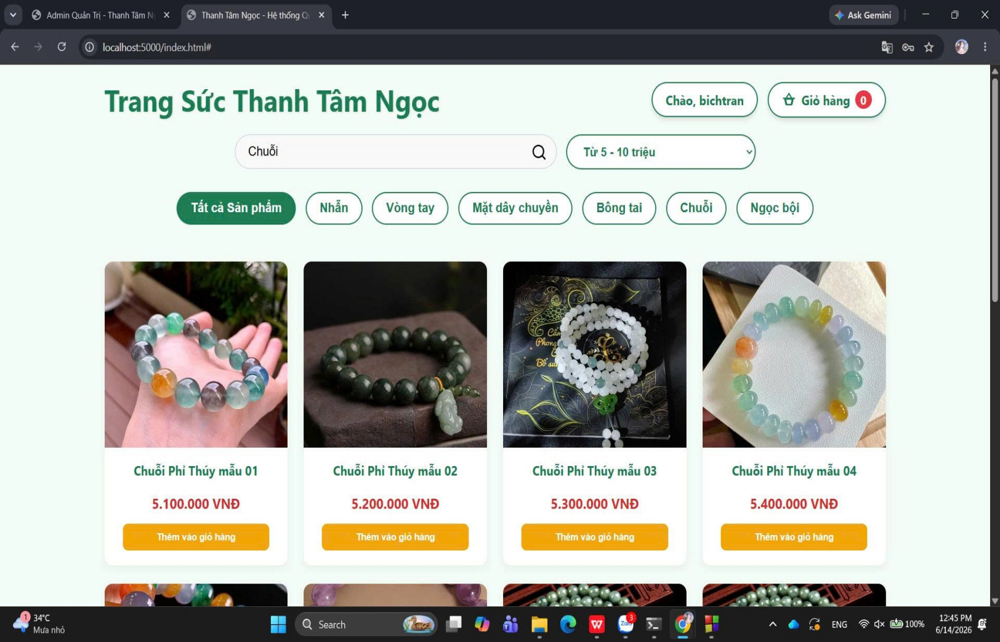 Admin Quản Trị - Thanh Tâm N
Thanh Tâm Ngọc - Hệ thống Q
Ask Gemini
localhost:5000/index.html#
Trang Sức Thanh Tâm Ngọc
Chào, bichtran
Giỏ hàng 0
Chuỗi
Từ 5 - 10 triệu
Tất cả Sản phẩm
Nhẫn
Vòng tay
Mặt dây chuyền
Bông tai
Chuỗi
Ngọc bội
Cẩm
Phong
Bổ su
Chuỗi Phỉ Thúy mẫu 01
Chuỗi Phỉ Thúy mẫu 02
Chuỗi Phỉ Thúy mẫu 03
Chuỗi Phỉ Thúy mẫu 04
5.100.000 VNĐ
5.200.000 VNĐ
5.300.000 VNĐ
5.400.000 VNĐ
Thêm vào giỏ hàng
Thêm vào giỏ hàng
Thêm vào giỏ hàng
Thêm vào giỏ hàng
1
34°C
Mưa nhỏ
Search
Zalo
3
ENG
100%
12:45 PM
6/14/2026